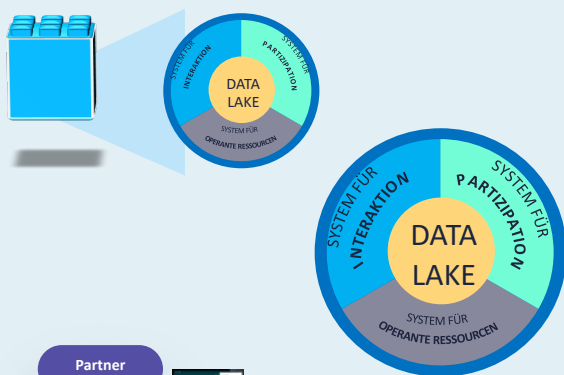 SYSTEM FÜR
INTERAKTION
SYSTEM FÜR
PARTIZIPATION
DATA
LAKE
SYSTEM FÜR
OPERANTE RESSOURCEN
SYSTEM FÜR
INTERAKTION
SYSTEM FÜR
PARTIZIPATION
DATA
LAKE
SYSTEM FÜR
OPERANTE RESSOURCEN
Partner